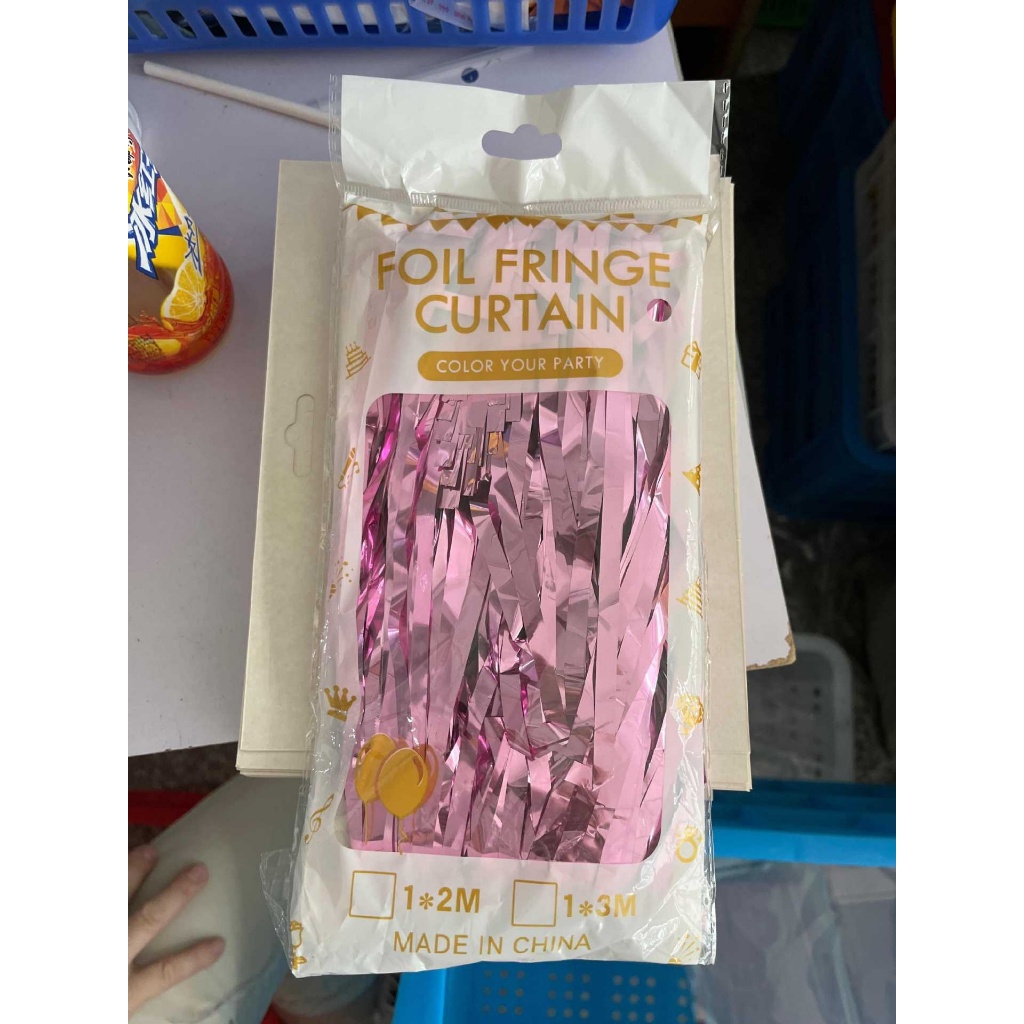 FOIL FRINGE
CURTAIN
COLOR YOUR PARTY
1*2M
1*3M
MADE IN CHINA